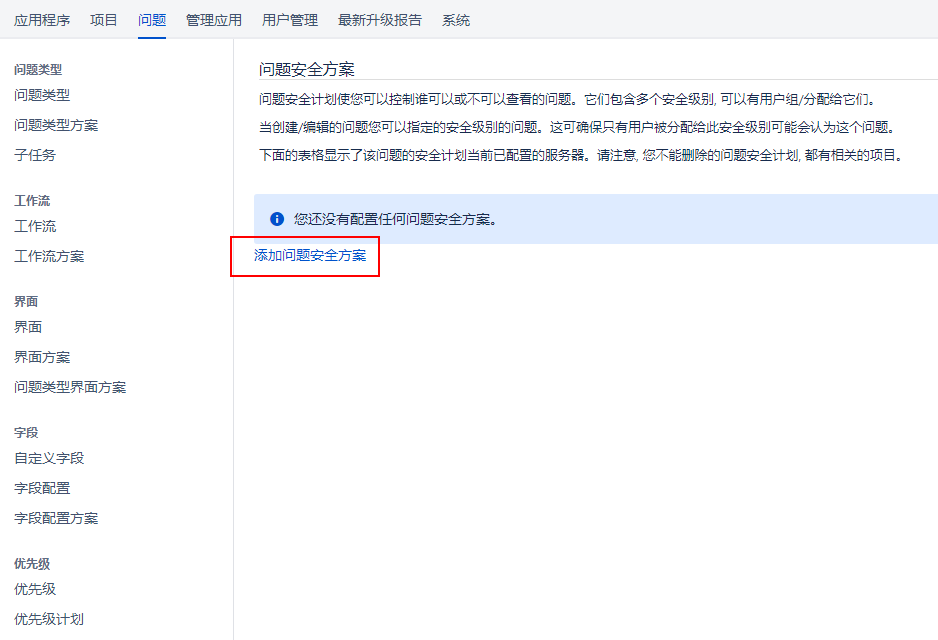 应用程序 项目 问题 管理应用 用户管理 最新升级报告 系统
问题类型
问题类型
问题类型方案
子任务
工作流
工作流
工作流方案
界面
界面
界面方案
问题类型界面方案
字段
自定义字段
字段配置
字段配置方案
优先级
优先级
优先级计划
问题安全方案
问题安全计划使您可以控制谁可以或不可以查看的问题。它们包含多个安全级别, 可以有用户组/分配给它们。
当创建/编辑的问题您可以指定的安全级别的问题。这可确保只有用户被分配给此安全级别可能会认为这个问题。
下面的表格显示了该问题的安全计划当前已配置的服务器。请注意, 您不能删除的问题安全计划, 都有相关的项目。
您还没有配置任何问题安全方案。
添加问题安全方案